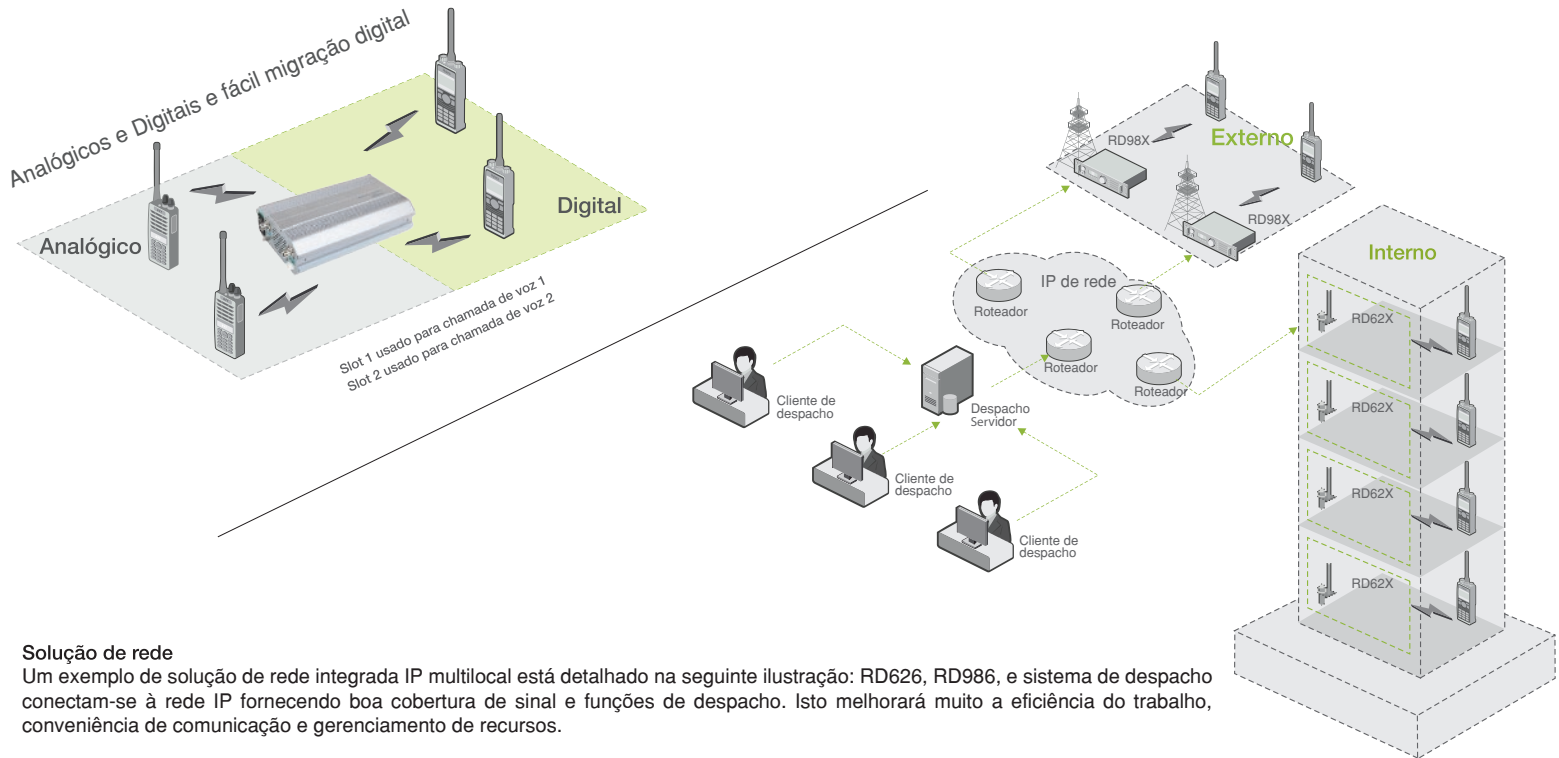 Analógicos e Digitais e fácil migração digital
Analógico
Digital
Slot 1 usado para chamada de voz 1
Slot 2 usado para chamada de voz 2
RD98X
Externo
RD98X
Interno
IP de rede
Roteador
Roteador
Roteador
Roteador
RD62X
RD62X
RD62X
RD62X
Cliente de
despacho
Despacho
Servidor
Cliente de
despacho
Cliente de
despacho
Solução de rede
Um exemplo de solução de rede integrada IP multilocal está detalhado na seguinte ilustração: RD626, RD986, e sistema de despacho
conectam-se à rede IP fornecendo boa cobertura de sinal e funções de despacho. Isto melhorará muito a eficiência do trabalho,
conveniência de comunicação e gerenciamento de recursos.